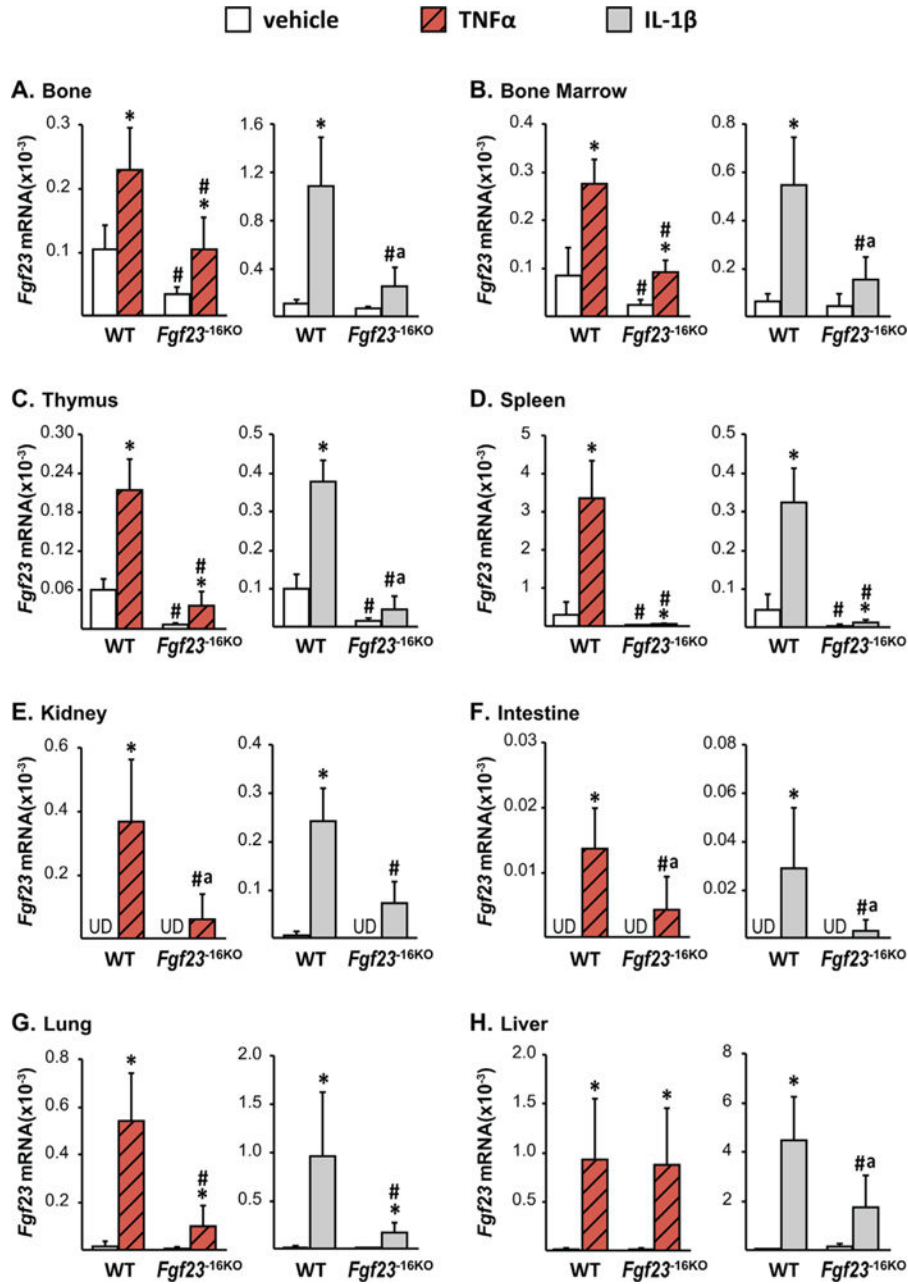 vehicle TNFα IL-1β
A. Bone
Fgf23 mRNA(x10-3)
0.3
0.2
0.1
*
#
#
*
WT Fgf23-16KO
1.6
1.2
0.8
0.4
*
#a
WT Fgf23-16KO
B. Bone Marrow
Fgf23 mRNA(x10-3)
0.4
0.3
0.2
0.1
*
#
#
*
WT Fgf23-16KO
0.8
0.6
0.4
0.2
*
#a
WT Fgf23-16KO
C. Thymus
Fgf23 mRNA(x10-3)
0.30
0.24
0.18
0.12
0.06
*
#
#
*
WT Fgf23-16KO
0.5
0.4
0.3
0.2
0.1
*
#
#a
WT Fgf23-16KO
D. Spleen
Fgf23 mRNA(x10-3)
5
4
3
2
1
*
#
#
*
WT Fgf23-16KO
0.5
0.4
0.3
0.2
0.1
*
#
#
*
WT Fgf23-16KO
E. Kidney
Fgf23 mRNA(x10-3)
0.6
0.4
0.2
*
#a
UD UD
WT Fgf23-16KO
0.4
0.3
0.2
0.1
*
#
UD
WT Fgf23-16KO
F. Intestine
Fgf23 mRNA(x10-3)
0.03
0.02
0.01
*
#a
UD UD
WT Fgf23-16KO
0.08
0.06
0.04
0.02
*
#a
UD UD
WT Fgf23-16KO
G. Lung
Fgf23 mRNA(x10-3)
0.8
0.6
0.4
0.2
*
#
*
WT Fgf23-16KO
2.0
1.5
1.0
0.5
*
#
*
WT Fgf23-16KO
H. Liver
Fgf23 mRNA(x10-3)
2.0
1.5
1.0
0.5
*
*
WT Fgf23-16KO
8
6
4
2
*
#a
WT Fgf23-16KO